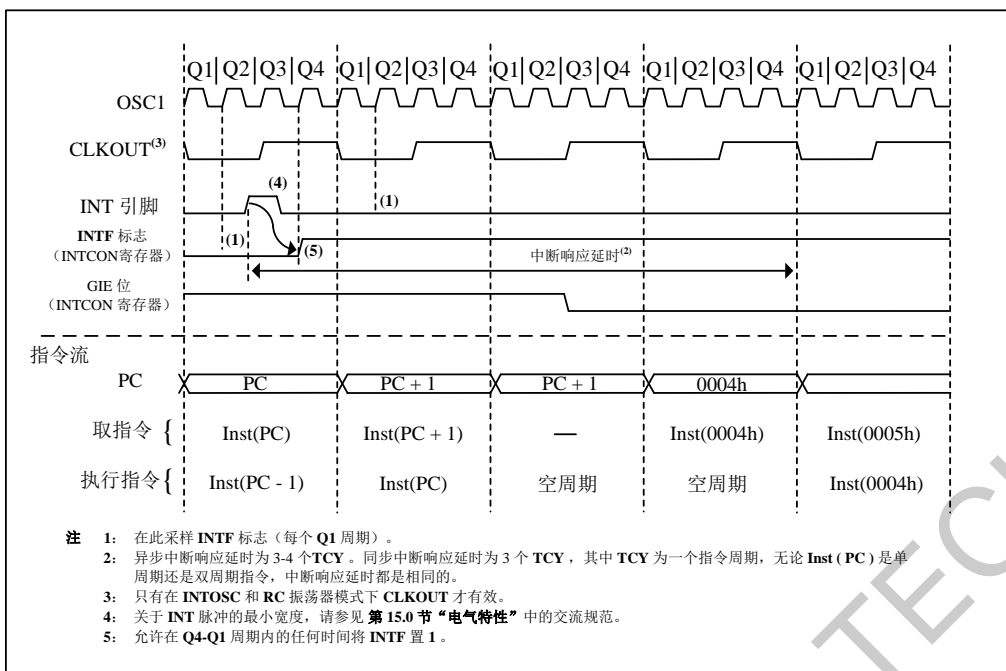 Q1 Q2 Q3 Q4 Q1 Q2 Q3 Q4 Q1 Q2 Q3 Q4 Q1 Q2 Q3 Q4 Q1 Q2 Q3 Q4
OSC1
CLKOUT(3)
(4)
INT 引脚
(1)
INTF 标志
(INTCON寄存器)
(1)
(5)
中断响应延时(2)
GIE 位
(INTCON 寄存器)
指令流
PC PC PC + 1 PC + 1 0004h
取指令 { Inst(PC) Inst(PC + 1) — Inst(0004h) Inst(0005h)
执行指令 { Inst(PC - 1) Inst(PC) 空周期 空周期 Inst(0004h)
注 1: 在此采样 INTF 标志(每个 Q1 周期)。
2: 异步中断响应延时为 3-4 个TCY 。同步中断响应延时为 3 个 TCY ,其中 TCY 为一个指令周期,无论 Inst ( PC ) 是单
周期还是双周期指令,中断响应延时都是相同的。
3: 只有在 INTOSC 和 RC 振荡器模式下 CLKOUT 才有效。
4: 关于 INT 脉冲的最小宽度,请参见 第 15.0 节“电气特性”中的交流规范。
5: 允许在 Q4-Q1 周期内的任何时间将 INTF 置 1 。
TECH